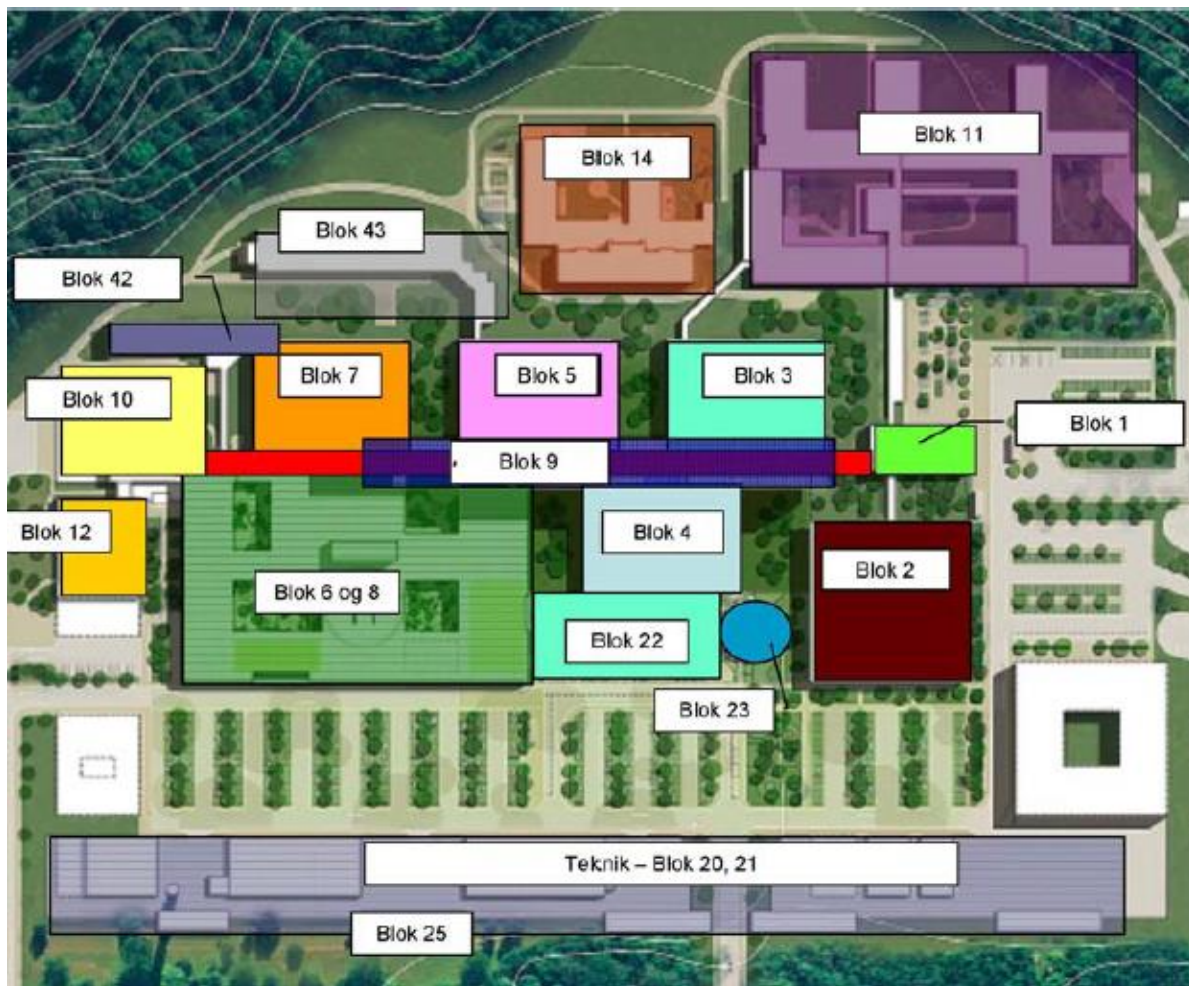 Blok 11
Blok 14
Blok 43
Blok 42
Blok 7
Blok 5
Blok 3
Blok 10
Blok 1
Blok 9
Blok 12
Blok 4
Blok 2
Blok 6 og 8
Blok 22
Blok 23
Teknik – Blok 20, 21
Blok 25